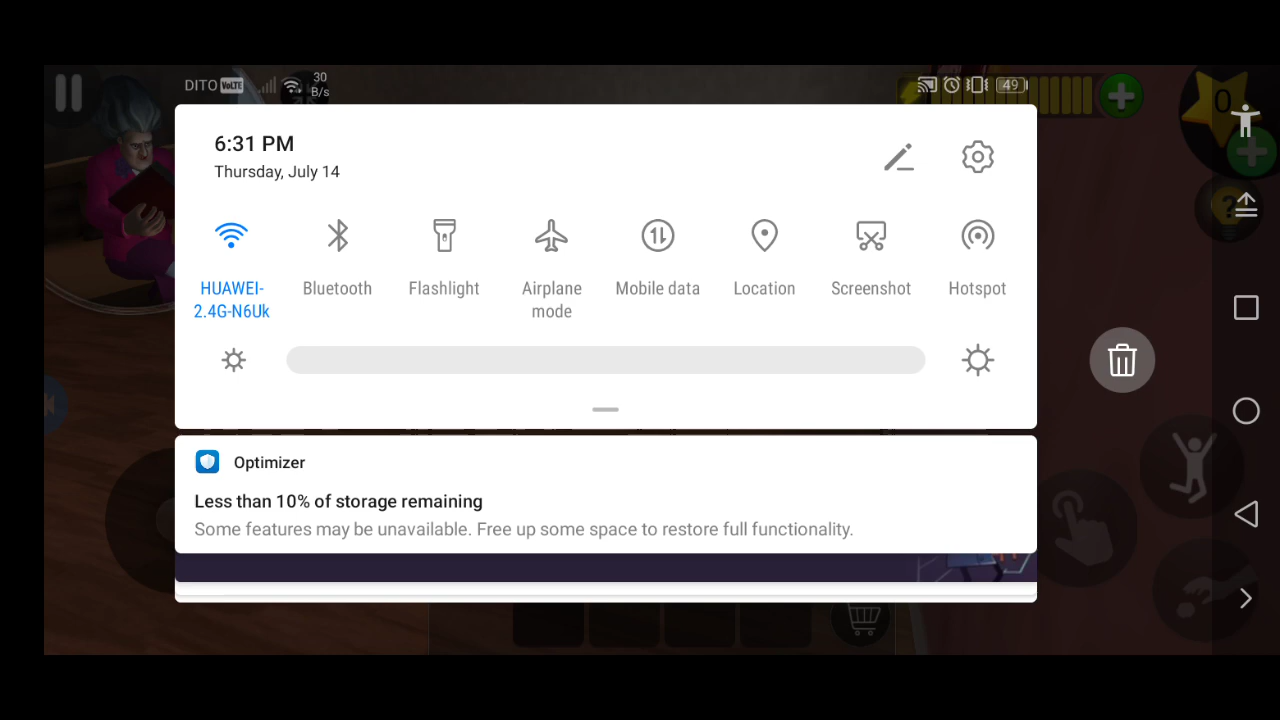 DITO VoLTE 30 B/s 49
6:31 PM
Thursday, July 14
HUAWEI-2.4G-N6Uk
Bluetooth
Flashlight
Airplane mode
Mobile data
Location
Screenshot
Hotspot
Optimizer
Less than 10% of storage remaining
Some features may be unavailable. Free up some space to restore full functionality.
0